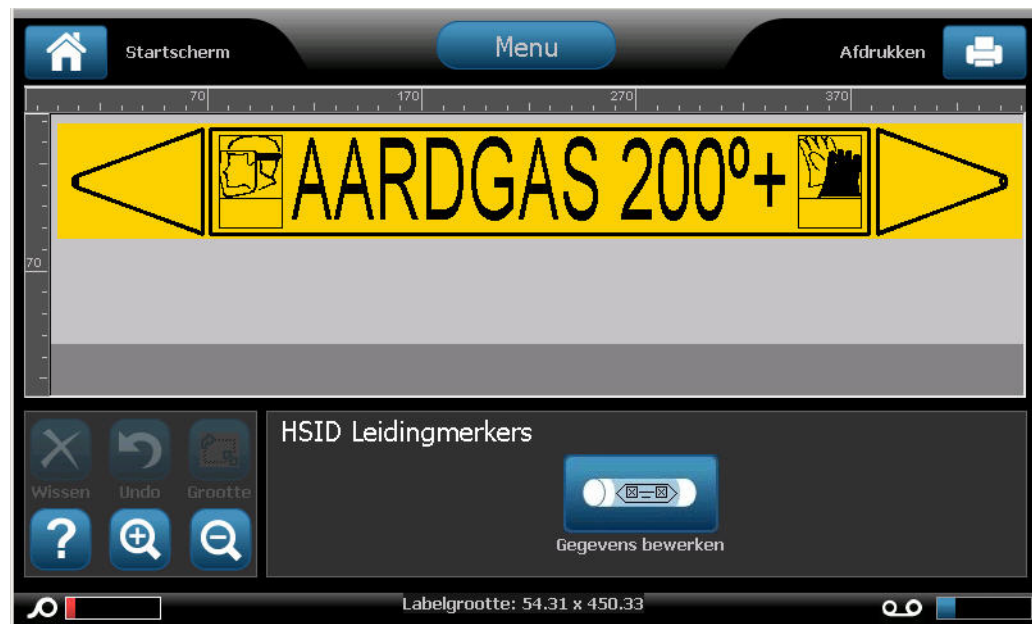 Startscherm
Menu
Afdrukken
70 170 270 370
AARDGAS 200º+
70
HSID Leidingmerkers
Wissen Undo Grootte
?
Gegevens bewerken
Labelgrootte: 54.31 x 450.33